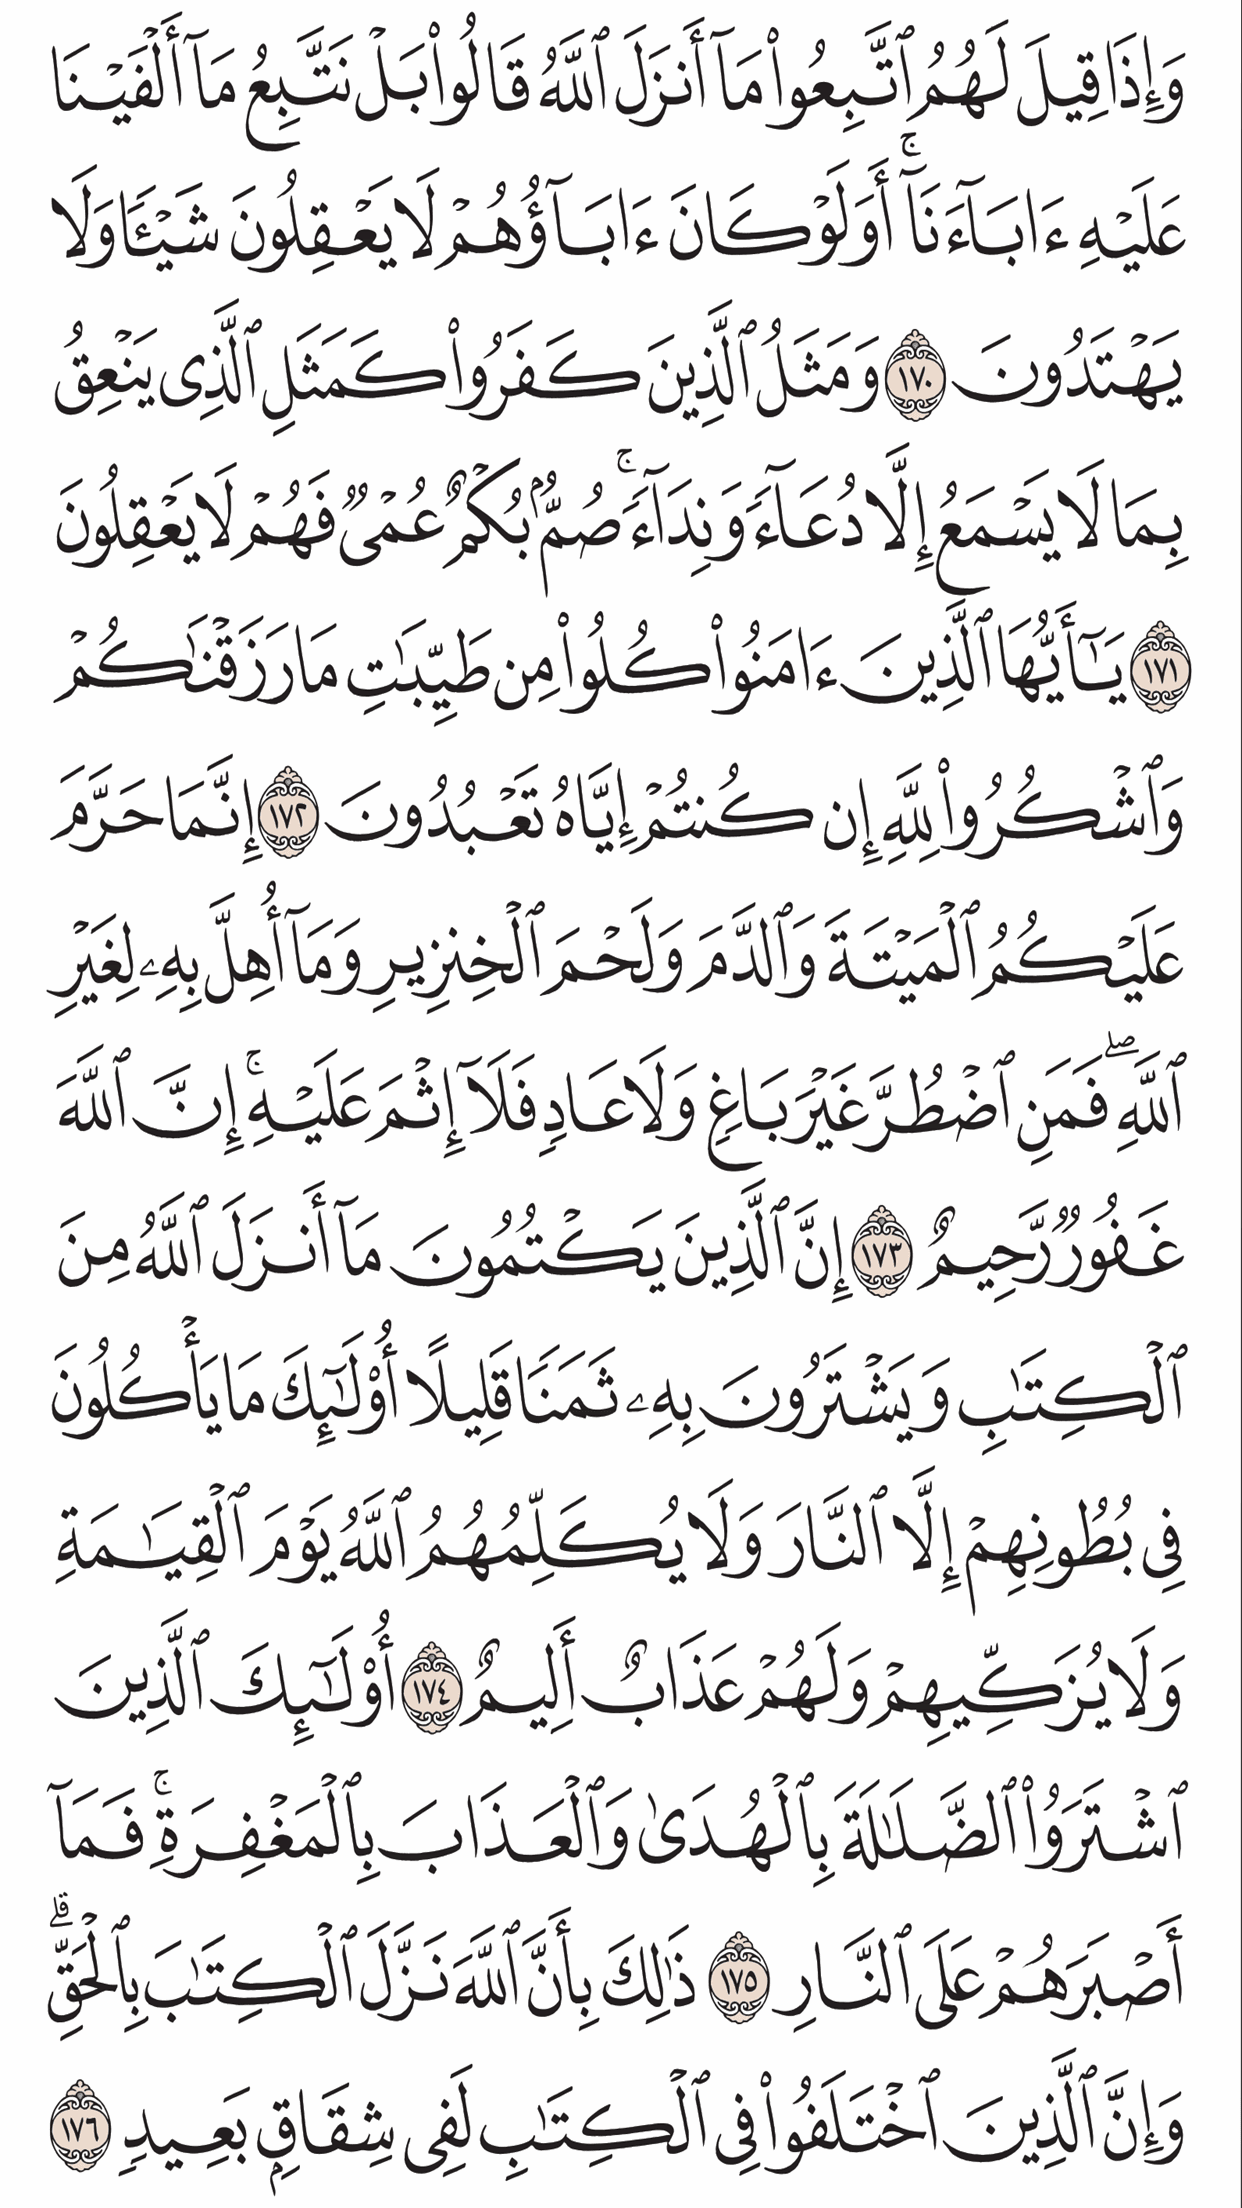 وَإِذَا قِيلَ لَهُمُ ٱتَّبِعُوا۟ مَآ أَنزَلَ ٱللَّهُ قَالُوا۟ بَلْ نَتَّبِعُ مَآ أَلْفَيْنَا
عَلَيْهِ ءَابَآءَنَآ ۚ أَوَلَوْ كَانَ ءَابَآؤُهُمْ لَا يَعْقِلُونَ شَيْـًٔا وَلَا
يَهْتَدُونَ ١٧٠ وَمَثَلُ ٱلَّذِينَ كَفَرُوا۟ كَمَثَلِ ٱلَّذِى يَنْعِقُ
بِمَا لَا يَسْمَعُ إِلَّا دُعَآءً وَنِدَآءً ۚ صُمٌّۢ بُكْمٌ عُمْىٌ فَهُمْ لَا يَعْقِلُونَ
١٧١ يَـٰٓأَيُّهَا ٱلَّذِينَ ءَامَنُوا۟ كُلُوا۟ مِن طَيِّبَـٰتِ مَا رَزَقْنَـٰكُمْ
وَٱشْكُرُوا۟ لِلَّهِ إِن كُنتُمْ إِيَّاهُ تَعْبُدُونَ ١٧٢ إِنَّمَا حَرَّمَ
عَلَيْكُمُ ٱلْمَيْتَةَ وَٱلدَّمَ وَلَحْمَ ٱلْخِنزِيرِ وَمَآ أُهِلَّ بِهِۦ لِغَيْرِ
ٱللَّهِ ۖ فَمَنِ ٱضْطُرَّ غَيْرَ بَاغٍ وَلَا عَادٍ فَلَآ إِثْمَ عَلَيْهِ ۚ إِنَّ ٱللَّهَ
غَفُورٌ رَّحِيمٌ ١٧٣ إِنَّ ٱلَّذِينَ يَكْتُمُونَ مَآ أَنزَلَ ٱللَّهُ مِنَ
ٱلْكِتَـٰبِ وَيَشْتَرُونَ بِهِۦ ثَمَنًا قَلِيلًا أُو۟لَـٰٓئِكَ مَا يَأْكُلُونَ
فِى بُطُونِهِمْ إِلَّا ٱلنَّارَ وَلَا يُكَلِّمُهُمُ ٱللَّهُ يَوْمَ ٱلْقِيَـٰمَةِ
وَلَا يُزَكِّيهِمْ وَلَهُمْ عَذَابٌ أَلِيمٌ ١٧٤ أُو۟لَـٰٓئِكَ ٱلَّذِينَ
ٱشْتَرَوُا۟ ٱلضَّلَـٰلَةَ بِٱلْهُدَىٰ وَٱلْعَذَابَ بِٱلْمَغْفِرَةِ ۚ فَمَآ
أَصْبَرَهُمْ عَلَى ٱلنَّارِ ١٧٥ ذَٰلِكَ بِأَنَّ ٱللَّهَ نَزَّلَ ٱلْكِتَـٰبَ بِٱلْحَقِّ ۗ
وَإِنَّ ٱلَّذِينَ ٱخْتَلَفُوا۟ فِى ٱلْكِتَـٰبِ لَفِى شِقَاقٍۭ بَعِيدٍ ١٧٦